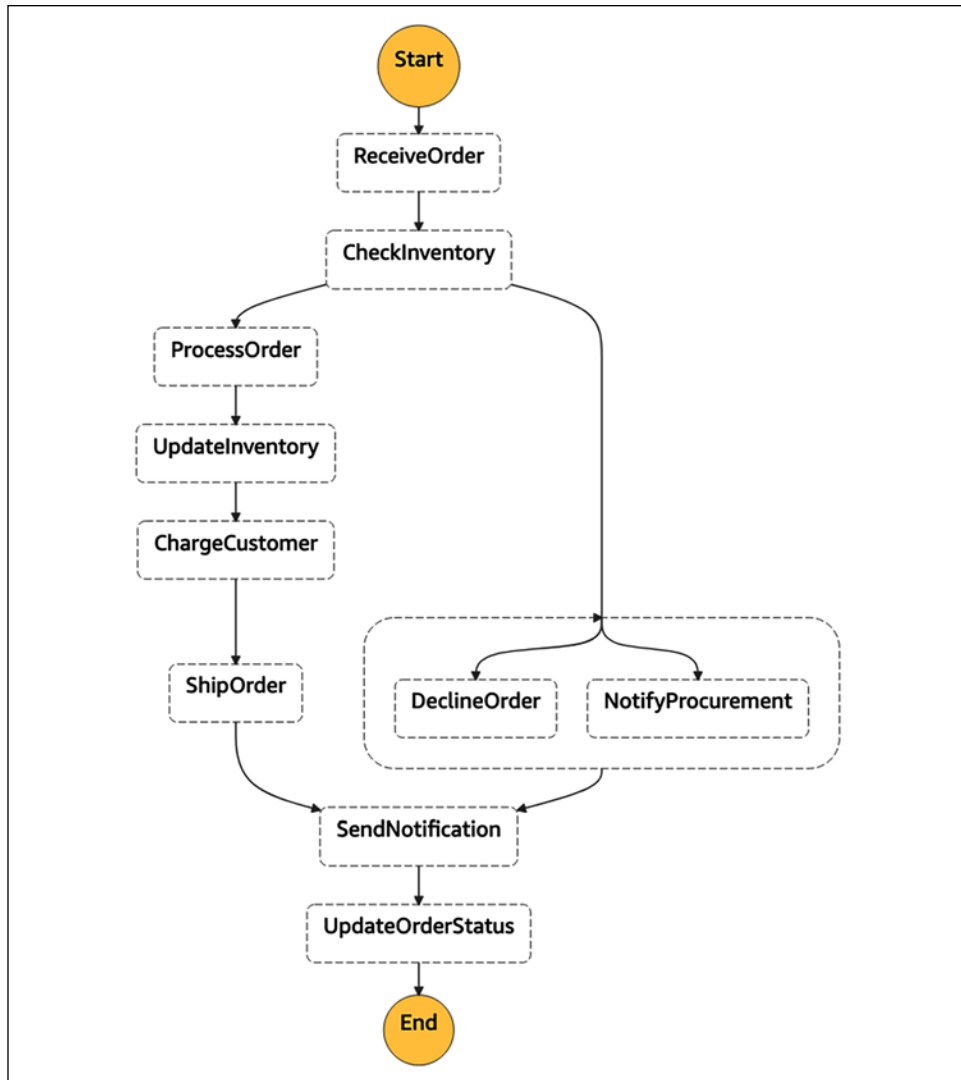 Start
ReceiveOrder
CheckInventory
ProcessOrder
UpdateInventory
ChargeCustomer
ShipOrder
DeclineOrder
NotifyProcurement
SendNotification
UpdateOrderStatus
End